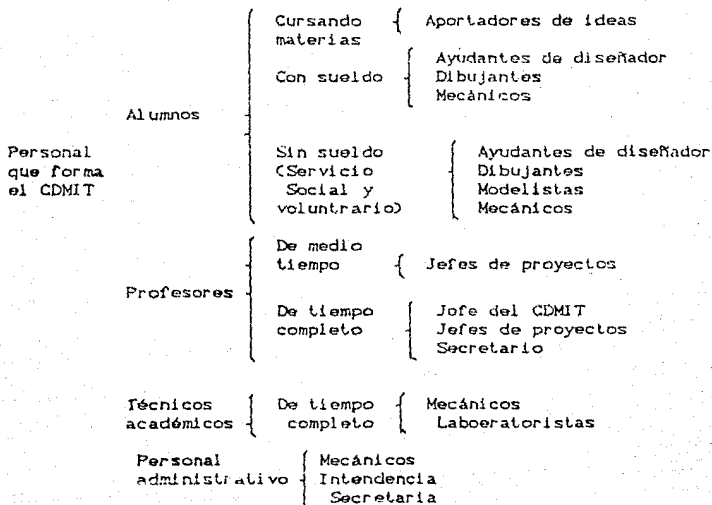 Cursando { Aportadores de ideas
materias
Ayudantes de diseñador
Con sueldo { Dibujantes
Mecánicos
Alumnos
Personal
que forma
el CDMIT
Sin sueldo { Ayudantes de diseñador
(Servicio Dibujantes
Social y Modelistas
voluntrario) Mecánicos
De medio
tiempo { Jefes de proyectos
Profesores
De tiempo Jofe del CDMIT
completo { Jefes de proyectos
Secretario
Técnicos { De tiempo { Mecánicos
académicos completo Laboeratoristas
Personal Mecánicos
administrativo { Intendencia
Secretaria